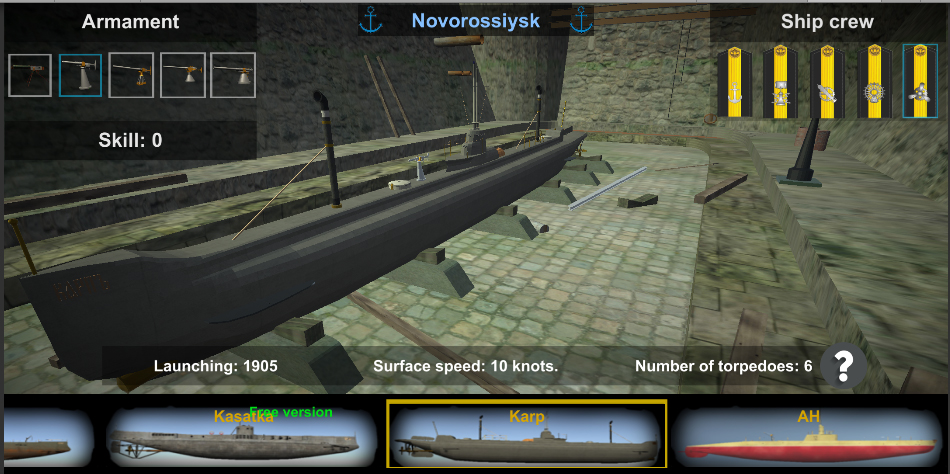 Armament
Novorossiysk
Ship crew
Skill: 0
Launching: 1905
Surface speed: 10 knots.
Number of torpedoes: 6
?
Kasatka
Free version
Karp
AH